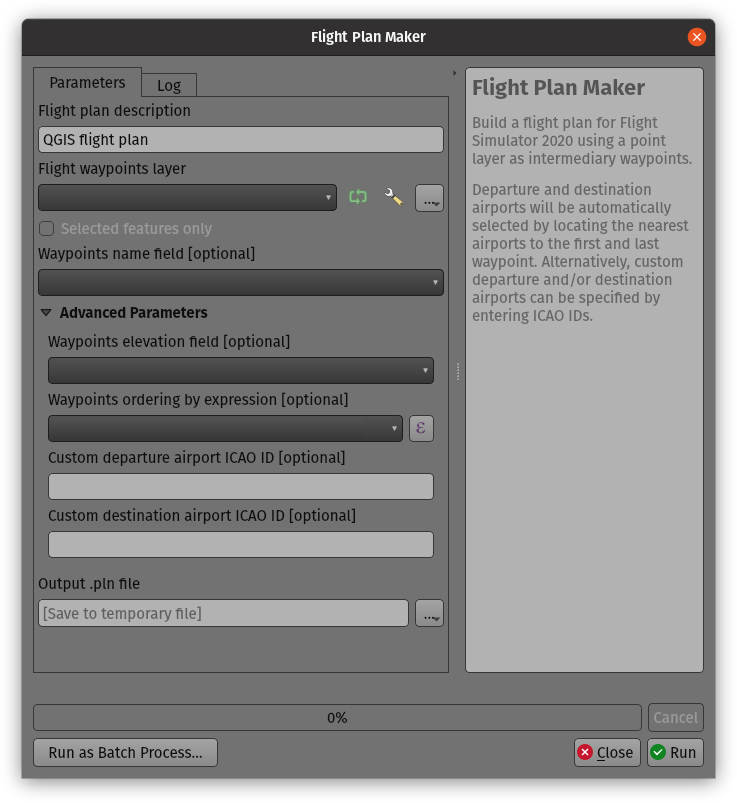 Flight Plan Maker
Parameters
Log
Flight plan description
QGIS flight plan
Flight waypoints layer
...
Selected features only
Waypoints name field [optional]
Advanced Parameters
Waypoints elevation field [optional]
Waypoints ordering by expression [optional]
ε
Custom departure airport ICAO ID [optional]
Custom destination airport ICAO ID [optional]
Output .pln file
[Save to temporary file]
...
Flight Plan Maker
Build a flight plan for Flight
Simulator 2020 using a point
layer as intermediary waypoints.
Departure and destination
airports will be automatically
selected by locating the nearest
airports to the first and last
waypoint. Alternatively, custom
departure and/or destination
airports can be specified by
entering ICAO IDs.
0%
Cancel
Run as Batch Process...
Close
Run